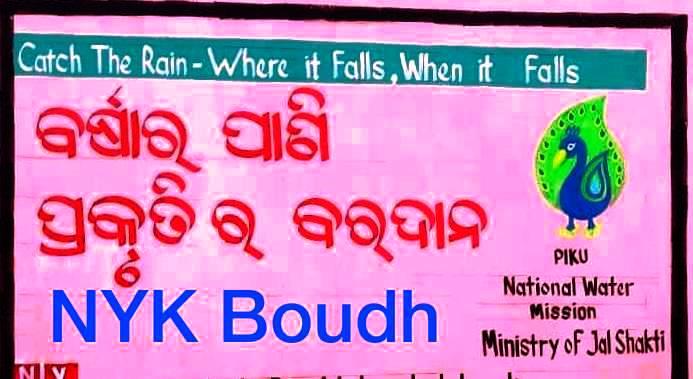 Catch The Rain - Where it Falls, When it Falls
ବର୍ଷାର ପାଣି
ପ୍ରକୃତି ର ବରଦାନ
PIKU
National Water
Mission
Ministry of Jal Shakti
NYK Boudh